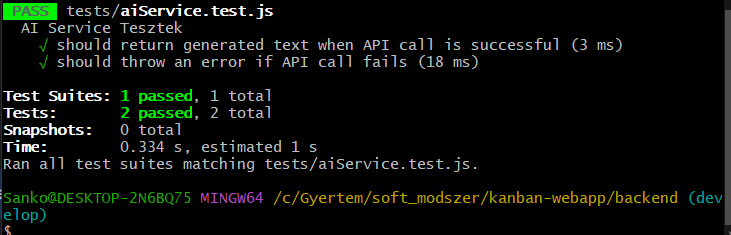 PASS tests/aiService.test.js
AI Service Tesztek
√ should return generated text when API call is successful (3 ms)
√ should throw an error if API call fails (18 ms)
Test Suites: 1 passed, 1 total
Tests:       2 passed, 2 total
Snapshots:   0 total
Time:        0.334 s, estimated 1 s
Ran all test suites matching tests/aiService.test.js.
Sanko@DESKTOP-2N6BQ75 MINGW64 /c/Gyertem/soft_modszer/kanban-webapp/backend (dev
elop)
$